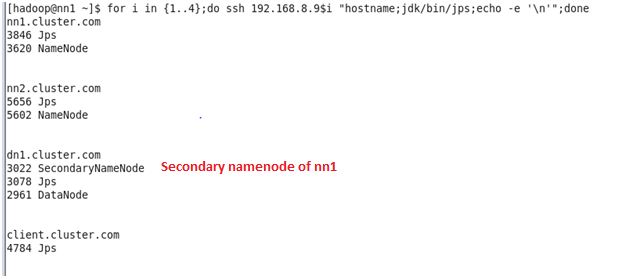 [hadoop@nn1 ~]$ for i in {1..4};do ssh 192.168.8.9$i "hostname;jdk/bin/jps;echo -e '\n'";done
nn1.cluster.com
3846 Jps
3620 NameNode
nn2.cluster.com
5656 Jps
5602 NameNode
dn1.cluster.com
3022 SecondaryNameNode Secondary namenode of nn1
3078 Jps
2961 DataNode
client.cluster.com
4784 Jps